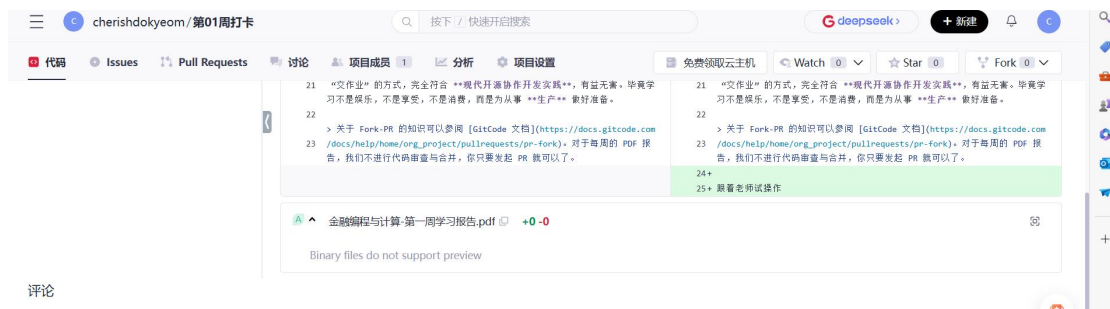 C cherishdokyeom / 第01周打卡 按下 / 快速开启搜索 deepseek › + 新建 C
代码 Issues Pull Requests 讨论 项目成员 1 分析 项目设置 免费领取云主机 Watch 0 Star 0 Fork 0
21 “交作业” 的方式，完全符合 **现代开源协作开发实践**，有益无害。毕竟学
习不是娱乐，不是享受，不是消费，而是为从事 **生产** 做好准备。
22
> 关于 Fork-PR 的知识可以参阅 [GitCode 文档](https://docs.gitcode.com
23 /docs/help/home/org_project/pullrequests/pr-fork)。对于每周的 PDF 报
告，我们不进行代码审查与合并，你只要发起 PR 就可以了。
21 “交作业” 的方式，完全符合 **现代开源协作开发实践**，有益无害。毕竟学
习不是娱乐，不是享受，不是消费，而是为从事 **生产** 做好准备。
22
> 关于 Fork-PR 的知识可以参阅 [GitCode 文档](https://docs.gitcode.com
23 /docs/help/home/org_project/pullrequests/pr-fork)。对于每周的 PDF 报
告，我们不进行代码审查与合并，你只要发起 PR 就可以了。
24+
25+ 跟着老师试操作
A 金融编程与计算-第一周学习报告.pdf +0 -0
Binary files do not support preview
评论